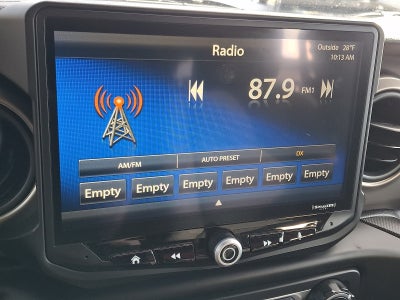 Radio
Outside 28°F
10:13 AM
87.9 FM1
AM/FM AUTO PRESET DX
Empty Empty Empty Empty Empty Empty
SiriusXM